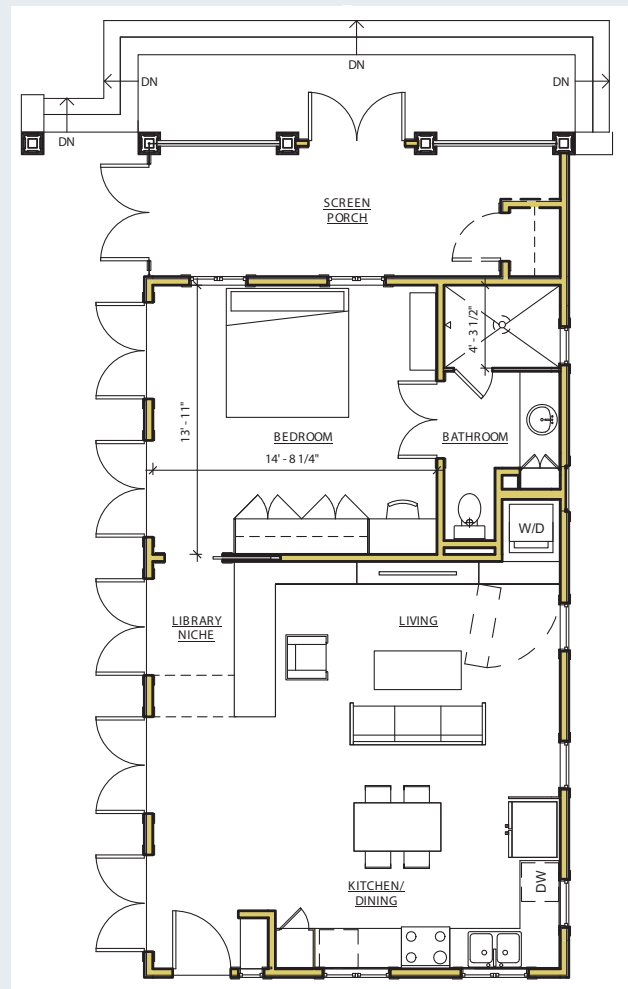 DN
DN
DN
DN
SCREEN
PORCH
4' - 3 1/2"
13' - 11"
BEDROOM
BATHROOM
14' - 8 1/4"
W/D
LIBRARY
NICHE
LIVING
DW
KITCHEN/
DINING